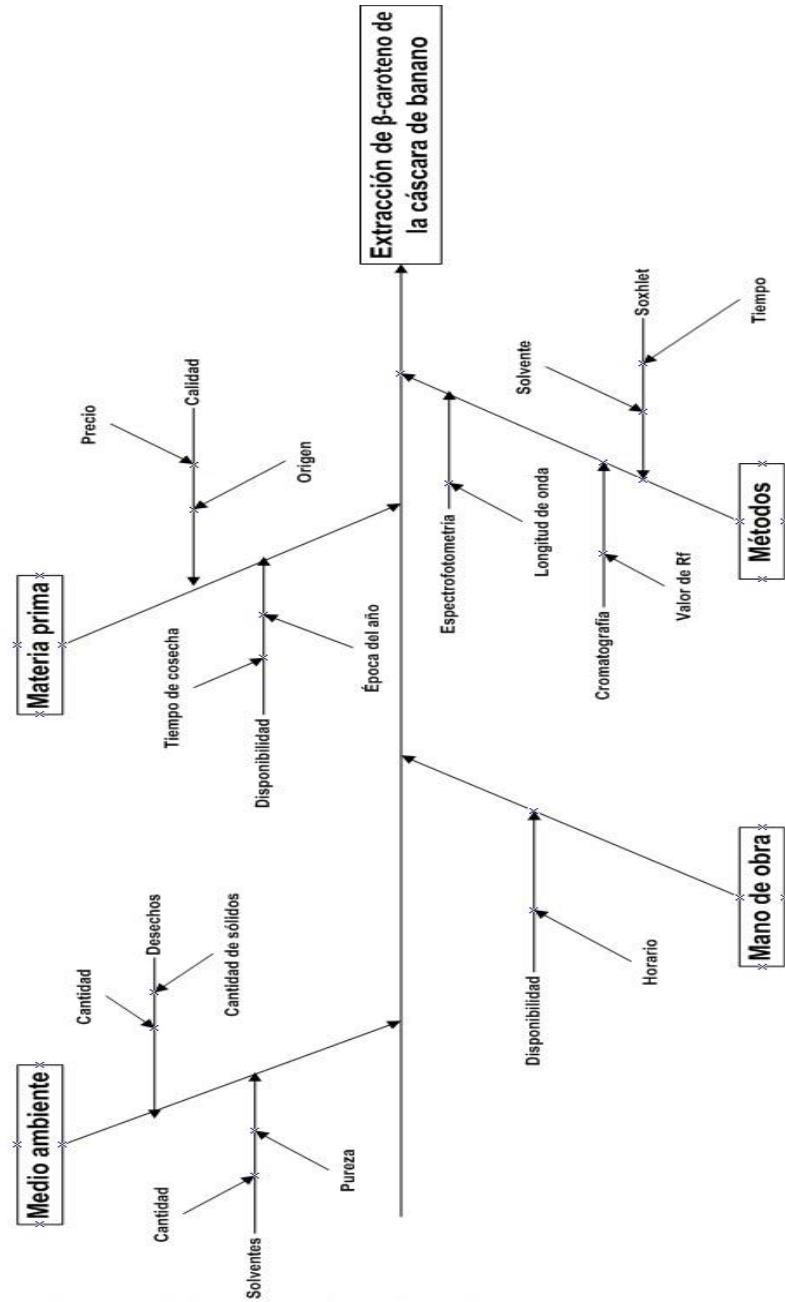 Medio ambiente
Cantidad
Desechos
Cantidad de sólidos
Cantidad
Solventes
Pureza
Materia prima
Precio
Calidad
Origen
Tiempo de cosecha
Disponibilidad
Época del año
Extracción de β-caroteno de
la cáscara de banano
Mano de obra
Disponibilidad
Horario
Métodos
Espectrofotometría
Longitud de onda
Cromatografía
Valor de Rf
Solvente
Soxhlet
Tiempo